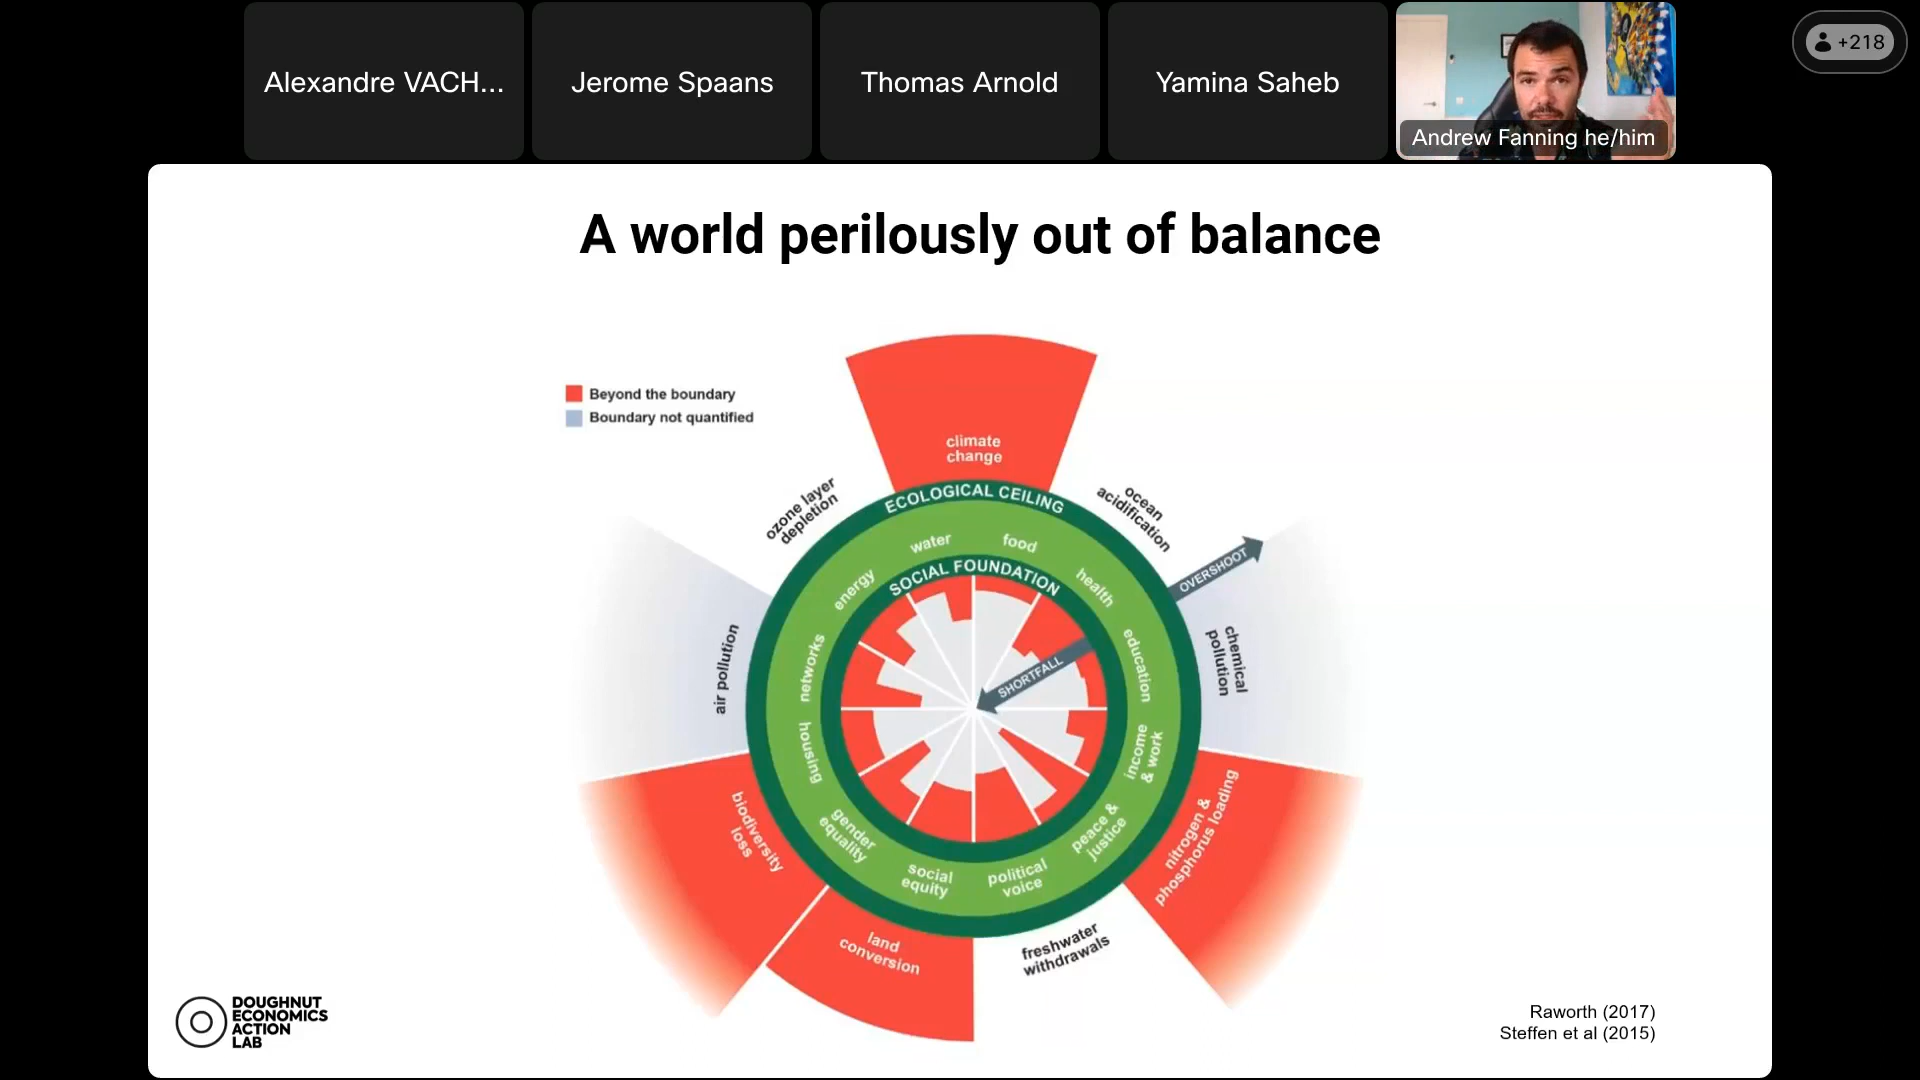 Alexandre VACH...
Jerome Spaans
Thomas Arnold
Yamina Saheb
Andrew Fanning he/him
+218
A world perilously out of balance
Beyond the boundary
Boundary not quantified
climate
change
ozone layer
depletion
ocean
acidification
ECOLOGICAL CEILING
OVERSHOOT
water
food
energy
health
SOCIAL FOUNDATION
SHORTFALL
networks
education
air pollution
chemical
pollution
housing
income
& work
gender
equality
peace &
justice
social
equity
political
voice
biodiversity
loss
nitrogen &
phosphorus loading
land
conversion
freshwater
withdrawals
DOUGHNUT
ECONOMICS
ACTION
LAB
Raworth (2017)
Steffen et al (2015)